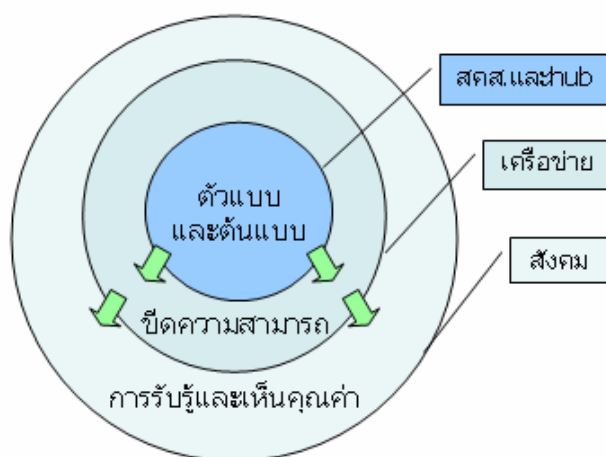 สคส.และhub
เครือข่าย
ตัวแบบ
และต้นแบบ
สังคม
ขีดความสามารถ
การรับรู้และเห็นคุณค่า